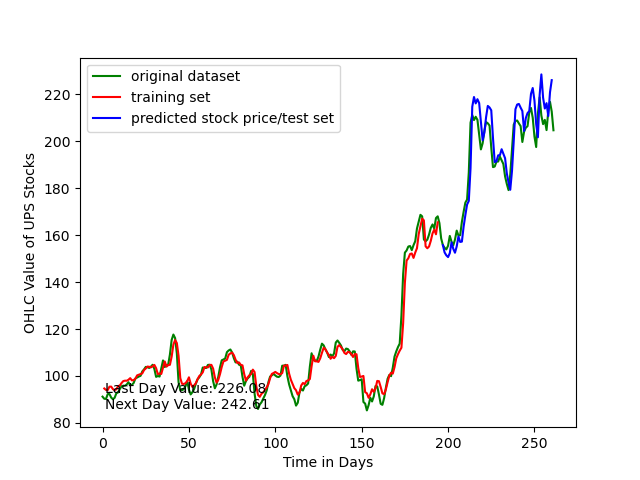 original dataset
training set
predicted stock price/test set
OHLC Value of UPS Stocks
220
200
180
160
140
120
100
80
Last Day Value: 226.08
Next Day Value: 242.61
0 50 100 150 200 250
Time in Days